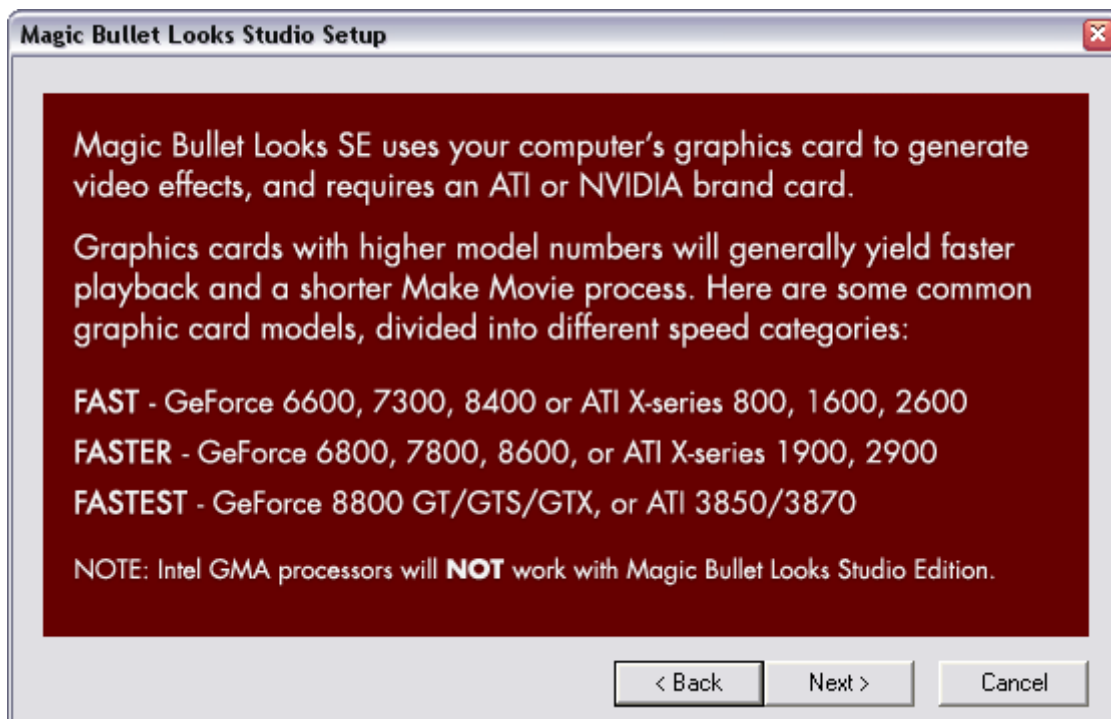 Magic Bullet Looks Studio Setup
Magic Bullet Looks SE uses your computer's graphics card to generate
video effects, and requires an ATI or NVIDIA brand card.
Graphics cards with higher model numbers will generally yield faster
playback and a shorter Make Movie process. Here are some common
graphic card models, divided into different speed categories:
FAST - GeForce 6600, 7300, 8400 or ATI X-series 800, 1600, 2600
FASTER - GeForce 6800, 7800, 8600, or ATI X-series 1900, 2900
FASTEST - GeForce 8800 GT/GTS/GTX, or ATI 3850/3870
NOTE: Intel GMA processors will NOT work with Magic Bullet Looks Studio Edition.
< Back Next > Cancel